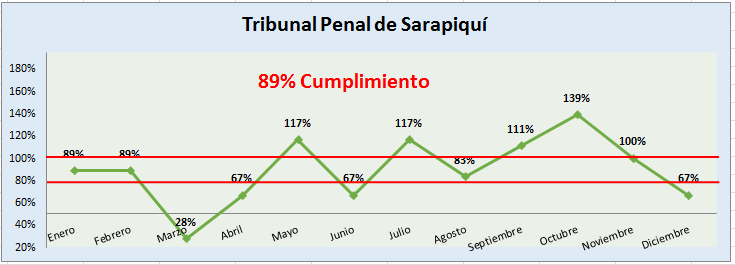 Tribunal Penal de Sarapiquí
89% Cumplimiento
180%
160%
140%
120%
100%
80%
60%
40%
20%
89%
89%
28%
67%
117%
67%
117%
83%
111%
139%
100%
67%
Enero
Febrero
Marzo
Abril
Mayo
Junio
Julio
Agosto
Septiembre
Octubre
Noviembre
Diciembre